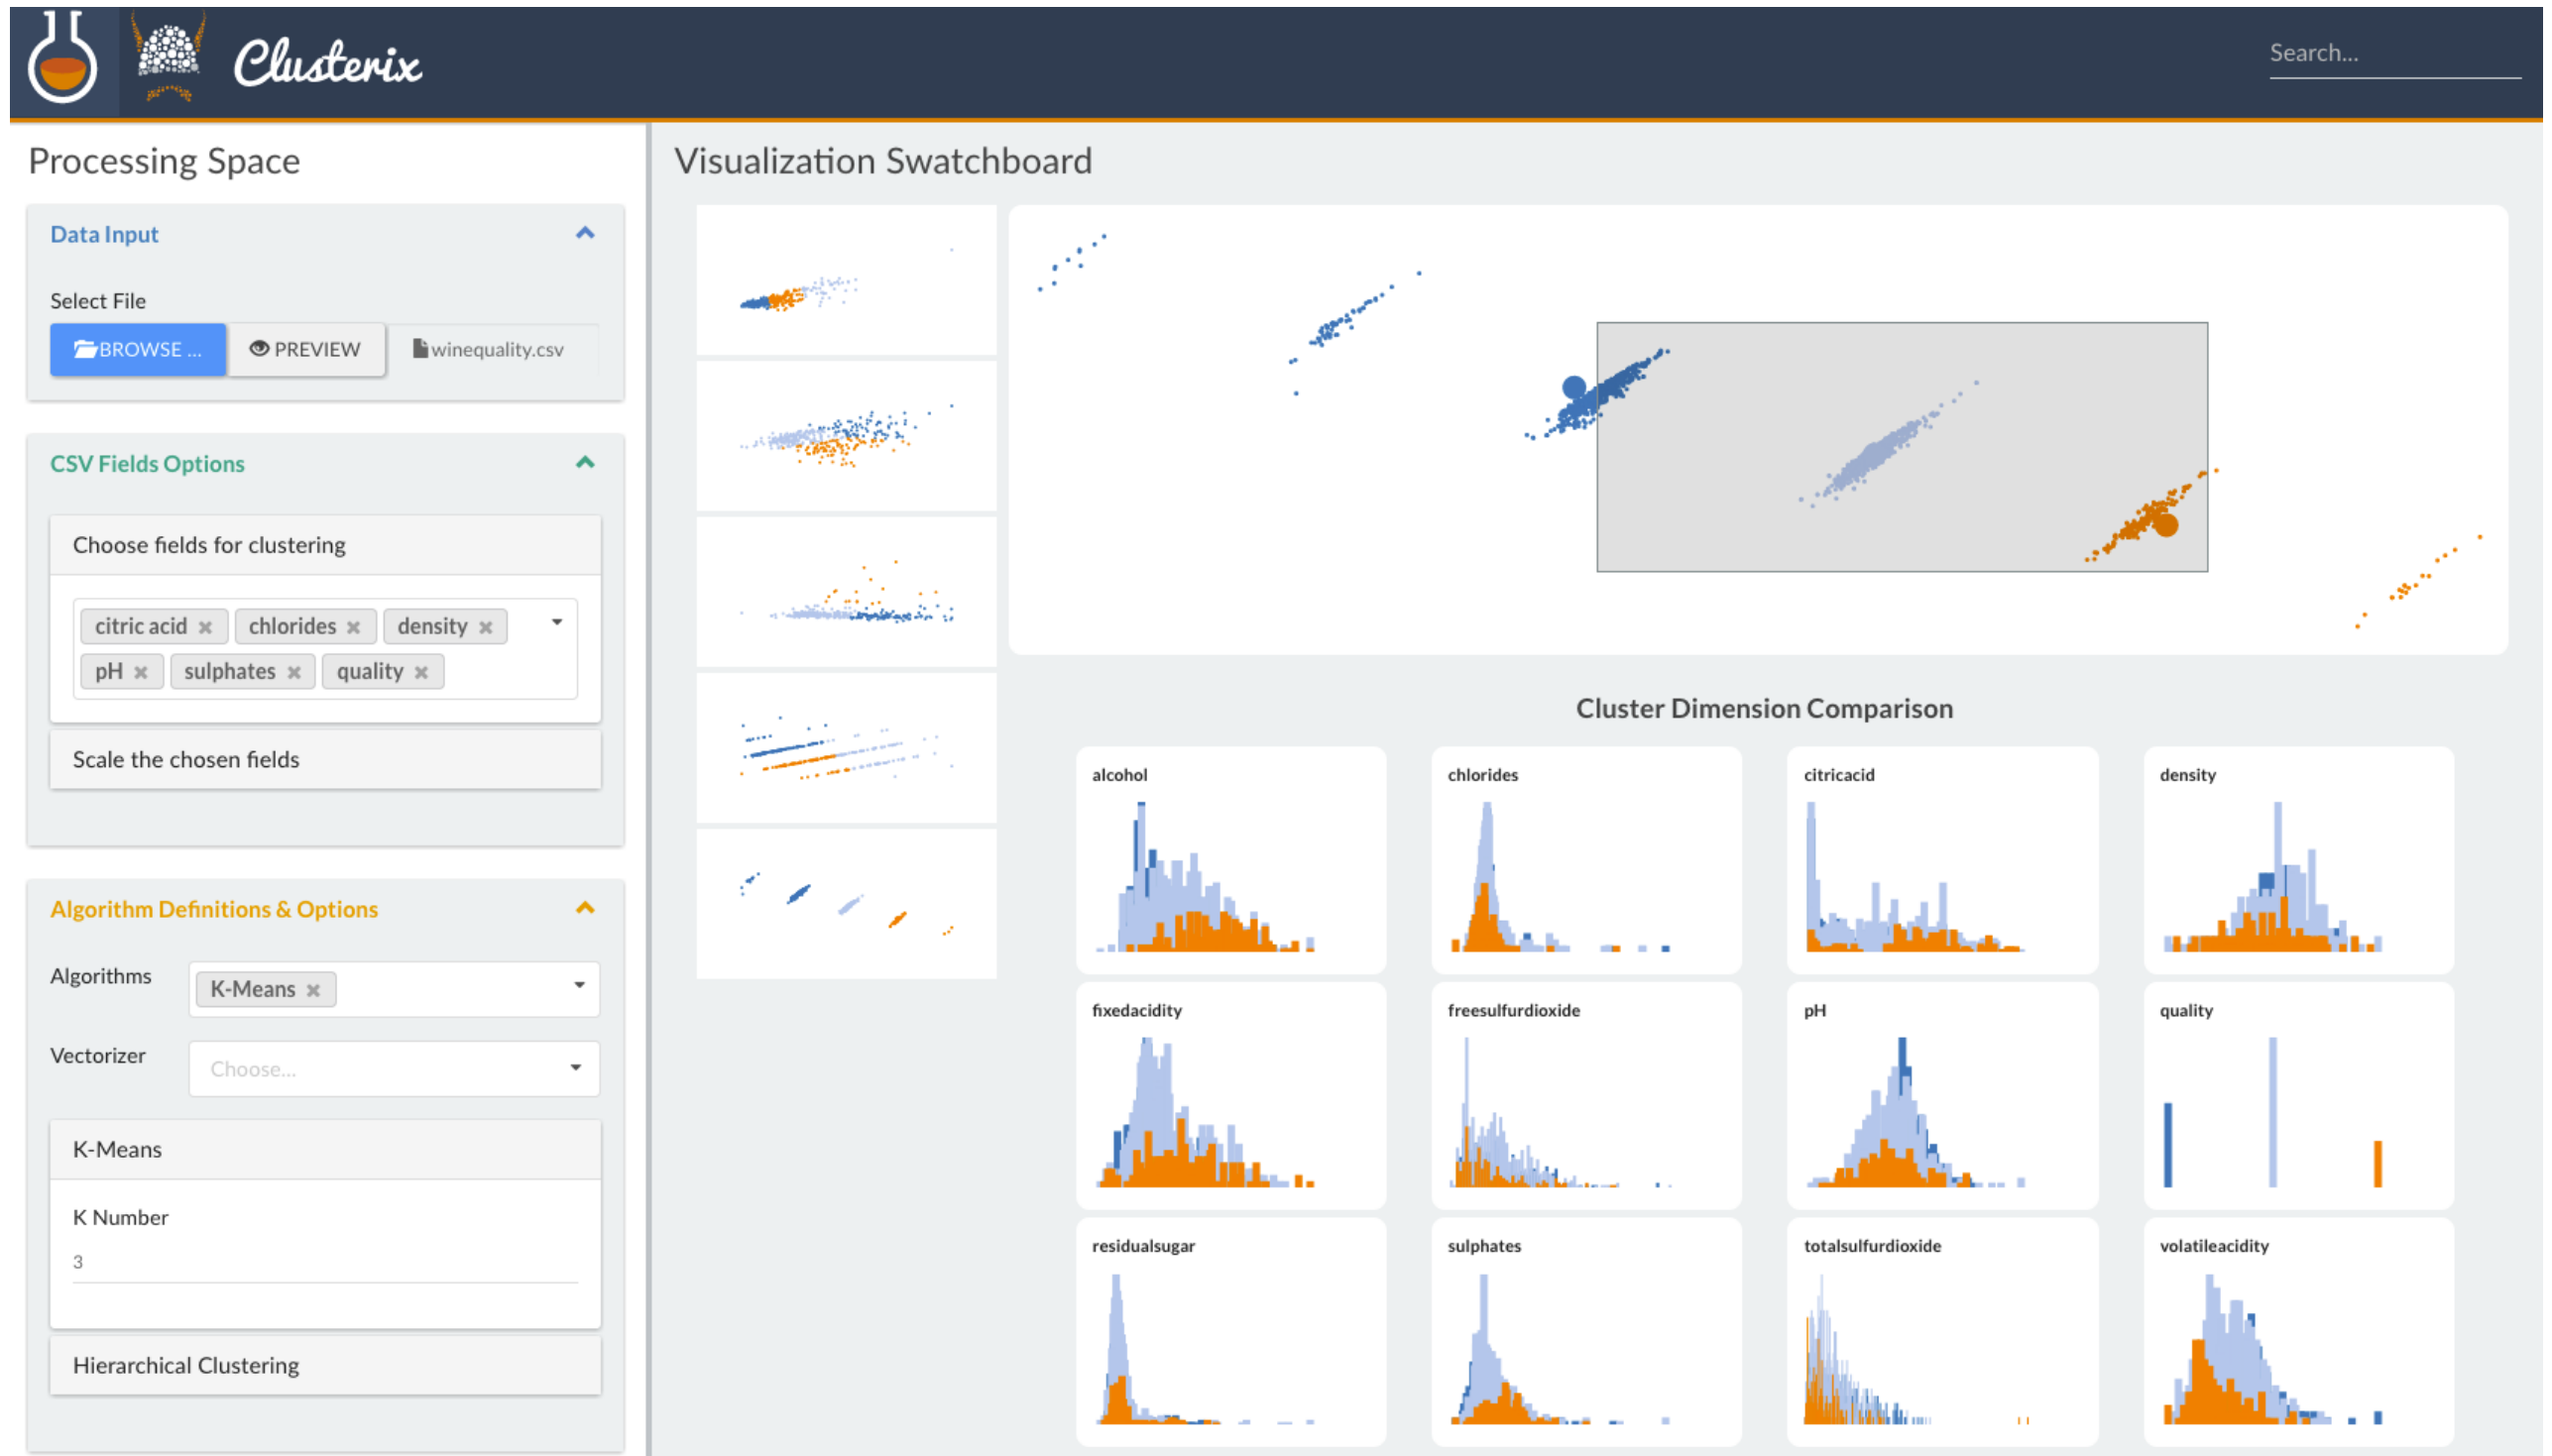 Clusterix
Search...
Processing Space
Data Input
Select File
BROWSE ...
PREVIEW
winequality.csv
CSV Fields Options
Choose fields for clustering
citric acid × chlorides × density ×
pH × sulphates × quality ×
Scale the chosen fields
Algorithm Definitions & Options
Algorithms
K-Means ×
Vectorizer
Choose...
K-Means
K Number
3
Hierarchical Clustering
Visualization Swatchboard
Cluster Dimension Comparison
alcohol
chlorides
citricacid
density
fixedacidity
freesulfurdioxide
pH
quality
residualsugar
sulphates
totalsulfurdioxide
volatileacidity